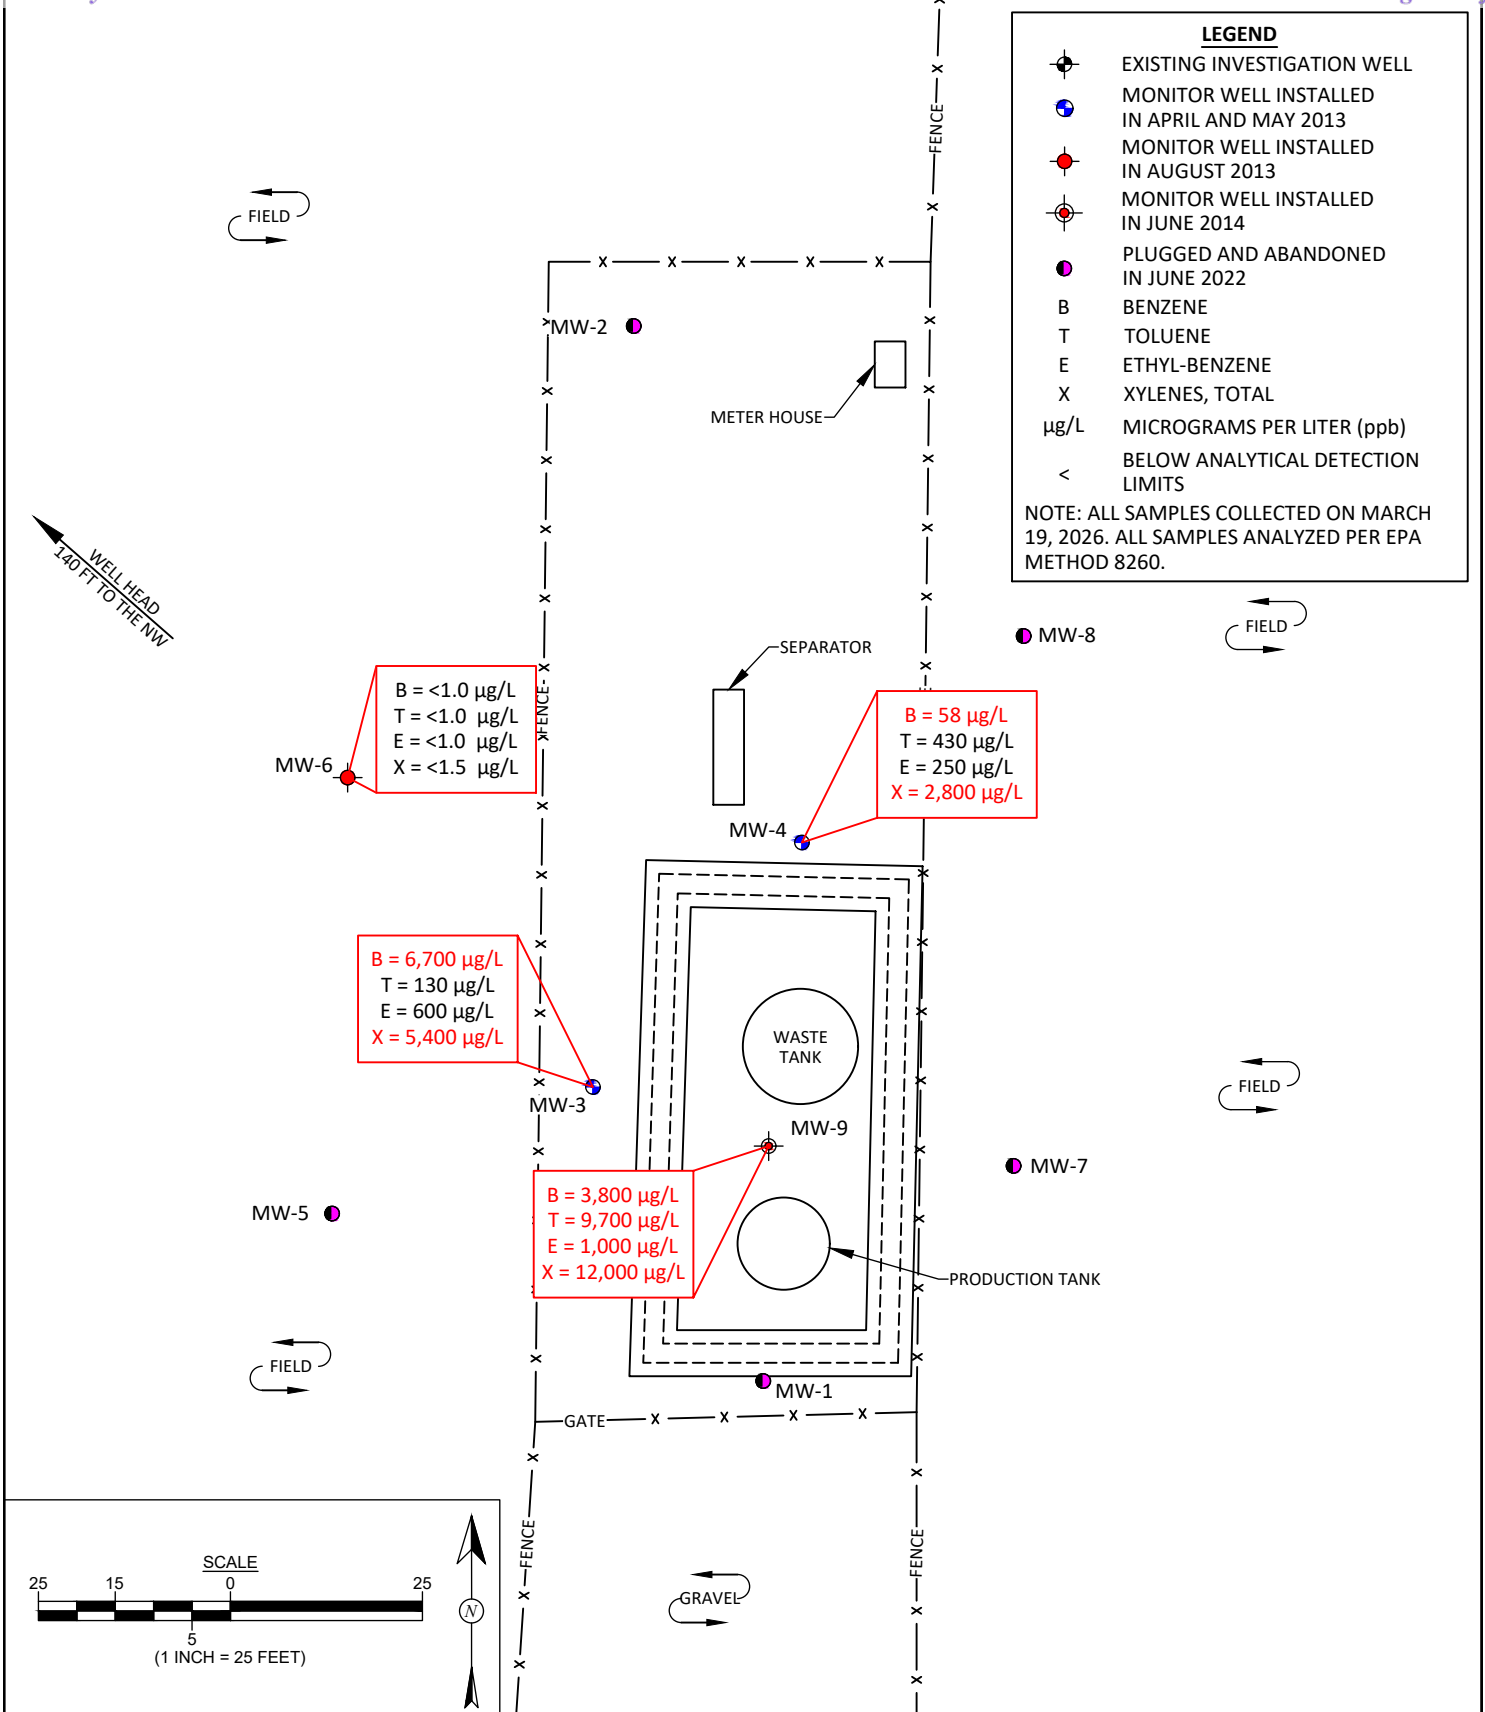 LEGEND
EXISTING INVESTIGATION WELL
MONITOR WELL INSTALLED
IN APRIL AND MAY 2013
MONITOR WELL INSTALLED
IN AUGUST 2013
MONITOR WELL INSTALLED
IN JUNE 2014
PLUGGED AND ABANDONED
IN JUNE 2022
B BENZENE
T TOLUENE
E ETHYL-BENZENE
X XYLENES, TOTAL
µg/L MICROGRAMS PER LITER (ppb)
< BELOW ANALYTICAL DETECTION
LIMITS
NOTE: ALL SAMPLES COLLECTED ON MARCH
19, 2026. ALL SAMPLES ANALYZED PER EPA
METHOD 8260.
FENCE
FIELD
MW-2
METER HOUSE
WELL HEAD
140 FT TO THE NW
MW-8
FIELD
SEPARATOR
FENCE
B = <1.0 µg/L
T = <1.0 µg/L
E = <1.0 µg/L
X = <1.5 µg/L
MW-6
B = 58 µg/L
T = 430 µg/L
E = 250 µg/L
X = 2,800 µg/L
MW-4
B = 6,700 µg/L
T = 130 µg/L
E = 600 µg/L
X = 5,400 µg/L
MW-3
WASTE
TANK
FIELD
MW-9
MW-7
B = 3,800 µg/L
T = 9,700 µg/L
E = 1,000 µg/L
X = 12,000 µg/L
MW-5
PRODUCTION TANK
FIELD
MW-1
GATE
FENCE
FENCE
GRAVEL
SCALE
25 15 0 25
5
(1 INCH = 25 FEET)
N